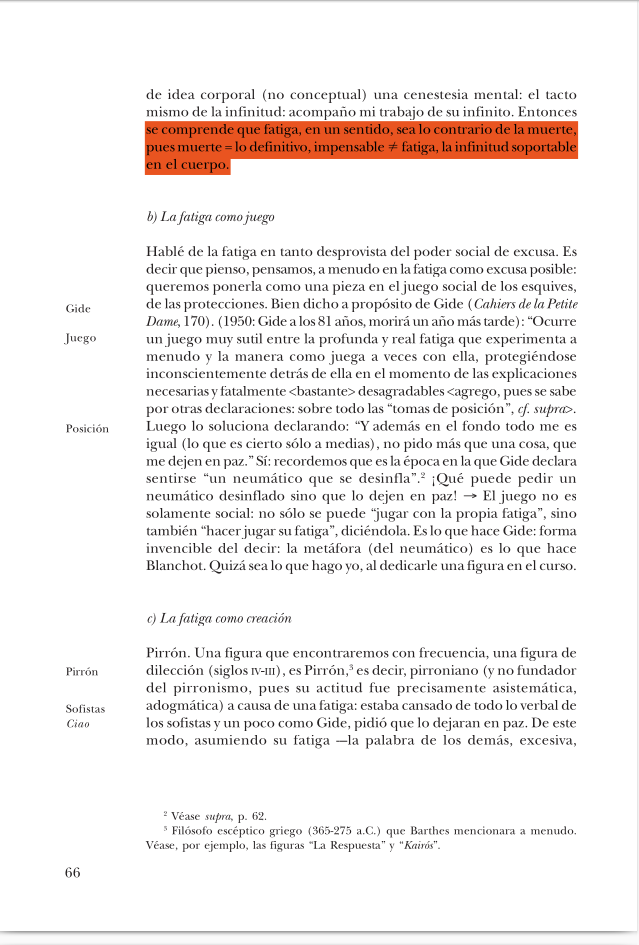 de idea corporal (no conceptual) una cenestesia mental: el tacto
mismo de la infinitud: acompaño mi trabajo de su infinito. Entonces
se comprende que fatiga, en un sentido, sea lo contrario de la muerte,
pues muerte = lo definitivo, impensable ≠ fatiga, la infinitud soportable
en el cuerpo.
b) La fatiga como juego
Hablé de la fatiga en tanto desprovista del poder social de excusa. Es
decir que pienso, pensamos, a menudo en la fatiga como excusa posible:
queremos ponerla como una pieza en el juego social de los esquives,
Gide
de las protecciones. Bien dicho a propósito de Gide (Cahiers de la Petite
Dame, 170). (1950: Gide a los 81 años, morirá un año más tarde): “Ocurre
Juego
un juego muy sutil entre la profunda y real fatiga que experimenta a
menudo y la manera como juega a veces con ella, protegiéndose
inconscientemente detrás de ella en el momento de las explicaciones
necesarias y fatalmente <bastante> desagradables <agrego, pues se sabe
por otras declaraciones: sobre todo las “tomas de posición”, cf. supra>.
Posición
Luego lo soluciona declarando: “Y además en el fondo todo me es
igual (lo que es cierto sólo a medias), no pido más que una cosa, que
me dejen en paz.” Sí: recordemos que es la época en la que Gide declara
sentirse “un neumático que se desinfla”.² ¡Qué puede pedir un
neumático desinflado sino que lo dejen en paz! → El juego no es
solamente social: no sólo se puede “jugar con la propia fatiga”, sino
también “hacer jugar su fatiga”, diciéndola. Es lo que hace Gide: forma
invencible del decir: la metáfora (del neumático) es lo que hace
Blanchot. Quizá sea lo que hago yo, al dedicarle una figura en el curso.
c) La fatiga como creación
Pirrón. Una figura que encontraremos con frecuencia, una figura de
Pirrón
dilección (siglos IV-III), es Pirrón,³ es decir, pirroniano (y no fundador
del pirronismo, pues su actitud fue precisamente asistemática,
Sofistas
adogmática) a causa de una fatiga: estaba cansado de todo lo verbal de
Ciao
los sofistas y un poco como Gide, pidió que lo dejaran en paz. De este
modo, asumiendo su fatiga —la palabra de los demás, excesiva,
² Véase supra, p. 62.
³ Filósofo escéptico griego (365-275 a.C.) que Barthes mencionara a menudo.
Véase, por ejemplo, las figuras “La Respuesta” y “Kairós”.
66